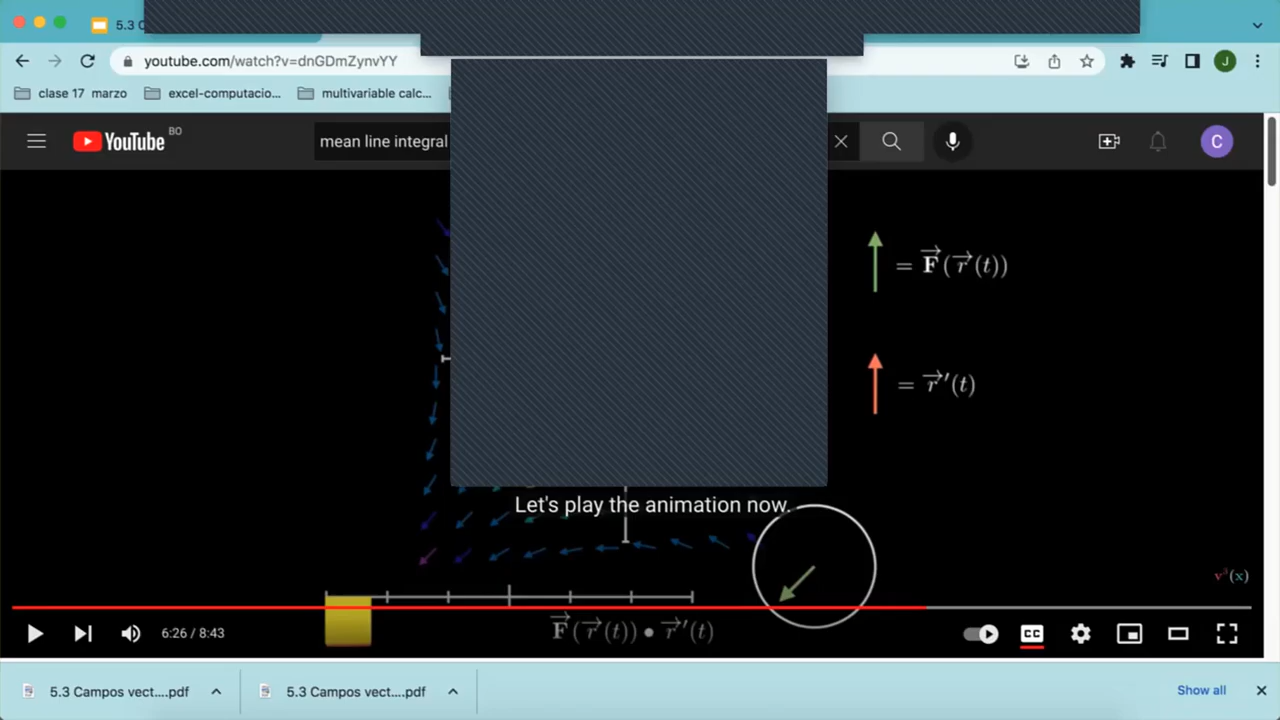 5.3 C
youtube.com/watch?v=dnGDmZynvYY
J
clase 17 marzo
excel-computacio...
multivariable calc...
YouTube BO
mean line integral
C
= F⃗(r⃗(t))
= r⃗′(t)
Let's play the animation now.
v³(x)
F⃗(r⃗(t)) • r⃗′(t)
6:26 / 8:43
CC
5.3 Campos vect....pdf
5.3 Campos vect....pdf
Show all